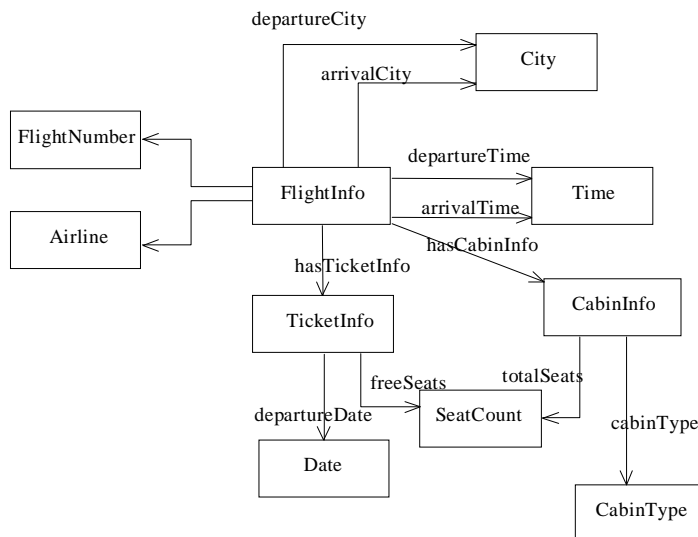 departureCity
City
arrivalCity
FlightNumber
departureTime
FlightInfo
Time
arrivalTime
Airline
hasCabinInfo
hasTicketInfo
CabinInfo
TicketInfo
freeSeats
totalSeats
departureDate
SeatCount
cabinType
Date
CabinType